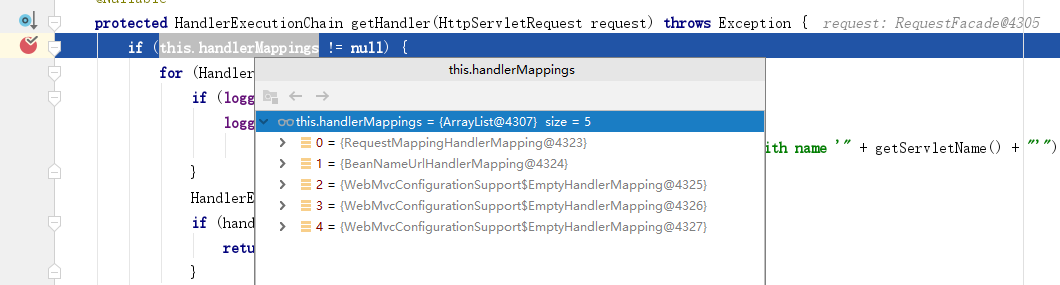 @Nullable
protected HandlerExecutionChain getHandler(HttpServletRequest request) throws Exception { request: RequestFacade@4305
if (this.handlerMappings != null) {
for (Handler
this.handlerMappings
if (logg
logg
this.handlerMappings = {ArrayList@4307} size = 5
0 = {RequestMappingHandlerMapping@4323}
ith name '" + getServletName() + "'")
1 = {BeanNameUrlHandlerMapping@4324}
}
2 = {WebMvcConfigurationSupport$EmptyHandlerMapping@4325}
HandlerE
3 = {WebMvcConfigurationSupport$EmptyHandlerMapping@4326}
if (hand
4 = {WebMvcConfigurationSupport$EmptyHandlerMapping@4327}
retu
}